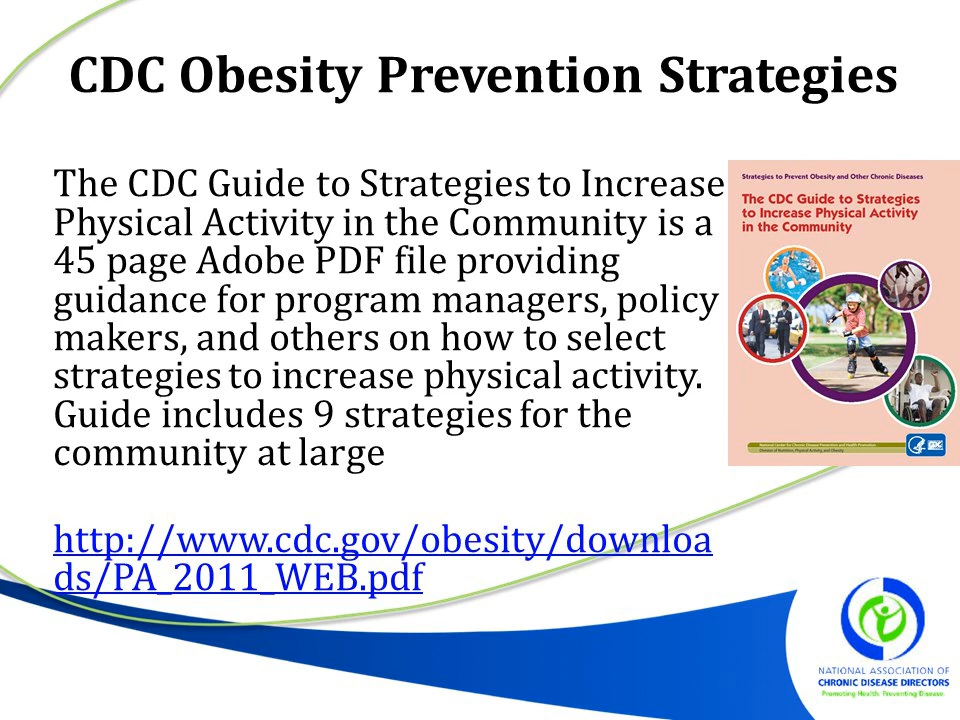 CDC Obesity Prevention Strategies
The CDC Guide to Strategies to Increase
Physical Activity in the Community is a
45 page Adobe PDF file providing
guidance for program managers, policy
makers, and others on how to select
strategies to increase physical activity.
Guide includes 9 strategies for the
community at large
http://www.cdc.gov/obesity/downloa
ds/PA_2011_WEB.pdf
Strategies to Prevent Obesity and Other Chronic Diseases
The CDC Guide to Strategies
to Increase Physical Activity
in the Community
National Center for Chronic Disease Prevention and Health Promotion
Division of Nutrition, Physical Activity, and Obesity
CDC
NATIONAL ASSOCIATION OF
CHRONIC DISEASE DIRECTORS
Promoting Health. Preventing Disease.